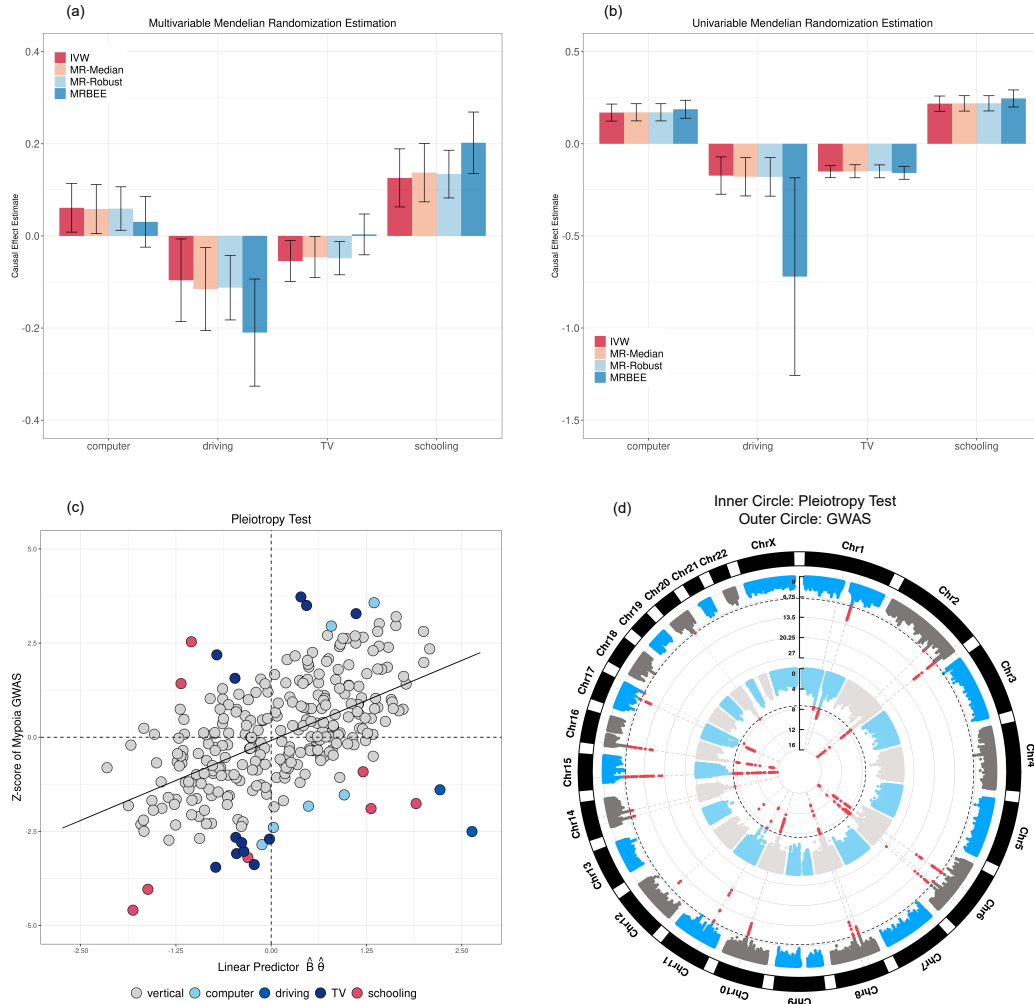 (a)
Multivariable Mendelian Randomization Estimation
0.4
0.2
0.0
-0.2
-0.4
Causal Effect Estimate
IVW
MR-Median
MR-Robust
MRBEE
computer driving TV schooling
(b)
Univariable Mendelian Randomization Estimation
0.5
0.0
-0.5
-1.0
-1.5
Causal Effect Estimate
IVW
MR-Median
MR-Robust
MRBEE
computer driving TV schooling
(c)
Pleiotropy Test
5.0
2.5
0.0
-2.5
-5.0
Z-score of Mypoia GWAS
-2.50 -1.25 0.00 1.25 2.50
Linear Predictor B̂ θ̂
vertical computer driving TV schooling
(d)
Inner Circle: Pleiotropy Test
Outer Circle: GWAS
Chr1
Chr2
Chr3
Chr4
Chr5
Chr6
Chr7
Chr8
Chr9
Chr10
Chr11
Chr12
Chr13
Chr14
Chr15
Chr16
Chr17
Chr18
Chr19
Chr20
Chr21
Chr22
ChrX
0
6.75
13.5
20.25
27
0
4
8
12
16